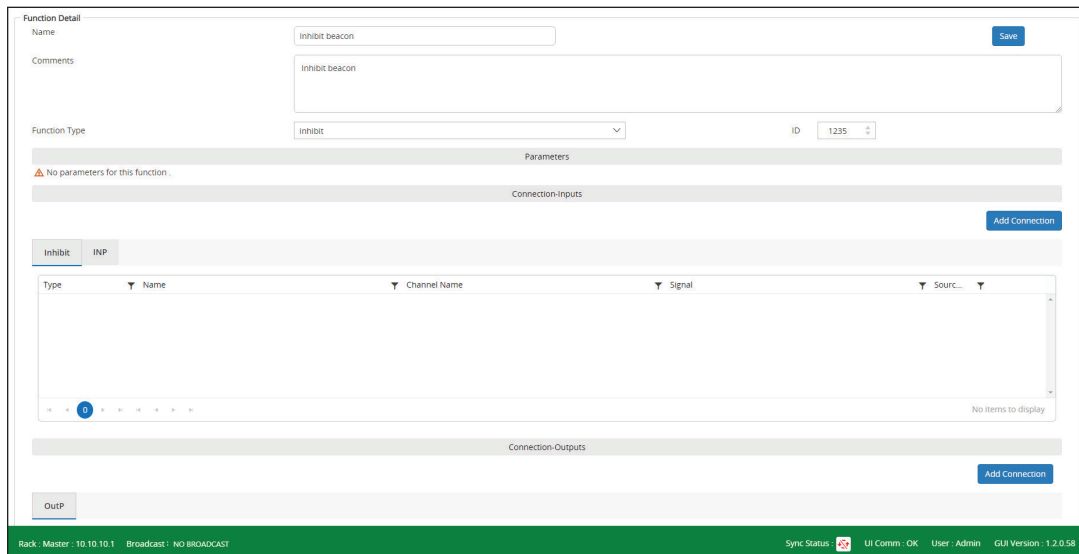 Function Detail
Name
Inhibit beacon
Save
Comments
Inhibit beacon
Function Type
inhibit
ID
1235
Parameters
No parameters for this function .
Connection-Inputs
Add Connection
Inhibit
INP
Type
Name
Channel Name
Signal
Sourc...
0
No items to display
Connection-Outputs
Add Connection
OutP
Rack : Master : 10.10.10.1 Broadcast : NO BROADCAST Sync Status : UI Comm : OK User : Admin GUI Version : 1.2.0.58